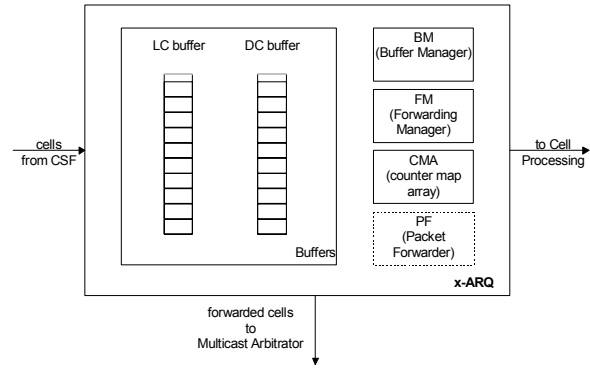 LC buffer
DC buffer
Buffers
BM
(Buffer Manager)
FM
(Forwarding
Manager)
CMA
(counter map
array)
PF
(Packet
Forwarder)
x-ARQ
cells
from CSF
to Cell
Processing
forwarded cells
to
Multicast Arbitrator